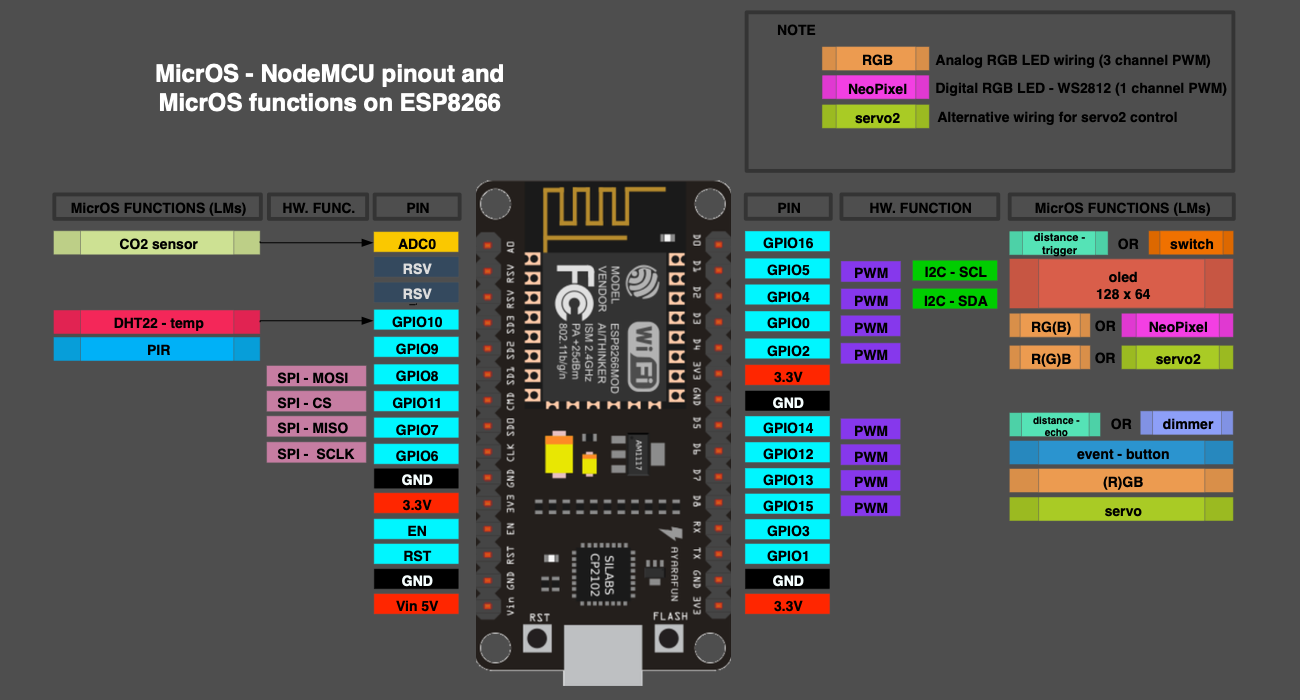 MicrOS - NodeMCU pinout and
MicrOS functions on ESP8266
NOTE
RGB Analog RGB LED wiring (3 channel PWM)
NeoPixel Digital RGB LED - WS2812 (1 channel PWM)
servo2 Alternative wiring for servo2 control
MicrOS FUNCTIONS (LMs) HW. FUNC. PIN
CO2 sensor ADC0
RSV
RSV
DHT22 - temp GPIO10
PIR GPIO9
SPI - MOSI GPIO8
SPI - CS GPIO11
SPI - MISO GPIO7
SPI - SCLK GPIO6
GND
3.3V
EN
RST
GND
Vin 5V
A0
RSV
RSV
SD3
SD2
SD1
CMD
SDO
CLK
GND
3V3
EN
RST
GND
Vin
MODEL ESP8266MOD
VENDOR AI/THINKER
ISM 2.4GHz
PA +25dBm
802.11b/g/n
FC
Wi Fi
AM1117
SILABS
CP2102
AYARAFUN
RST
FLASH
D0
D1
D2
D3
D4
3V3
GND
D5
D6
D7
D8
RX
TX
GND
3V3
PIN HW. FUNCTION MicrOS FUNCTIONS (LMs)
GPIO16 distance -
trigger OR switch
GPIO5 PWM I2C - SCL oled
GPIO4 PWM I2C - SDA 128 x 64
GPIO0 PWM RG(B) OR NeoPixel
GPIO2 PWM R(G)B OR servo2
3.3V
GND
GPIO14 PWM distance -
echo OR dimmer
GPIO12 PWM event - button
GPIO13 PWM (R)GB
GPIO15 PWM servo
GPIO3
GPIO1
GND
3.3V